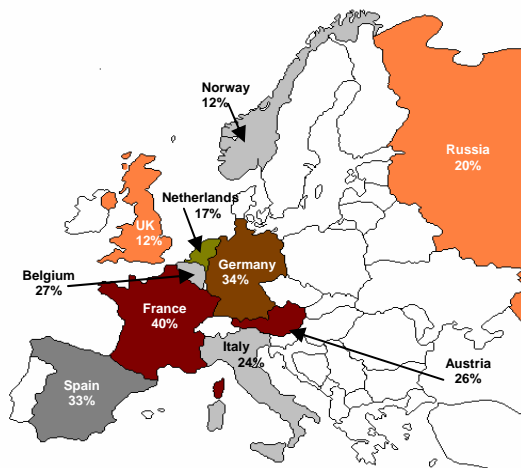 Norway
12%
Russia
20%
Netherlands
17%
UK
12%
Belgium
27%
Germany
34%
France
40%
Italy
24%
Austria
26%
Spain
33%